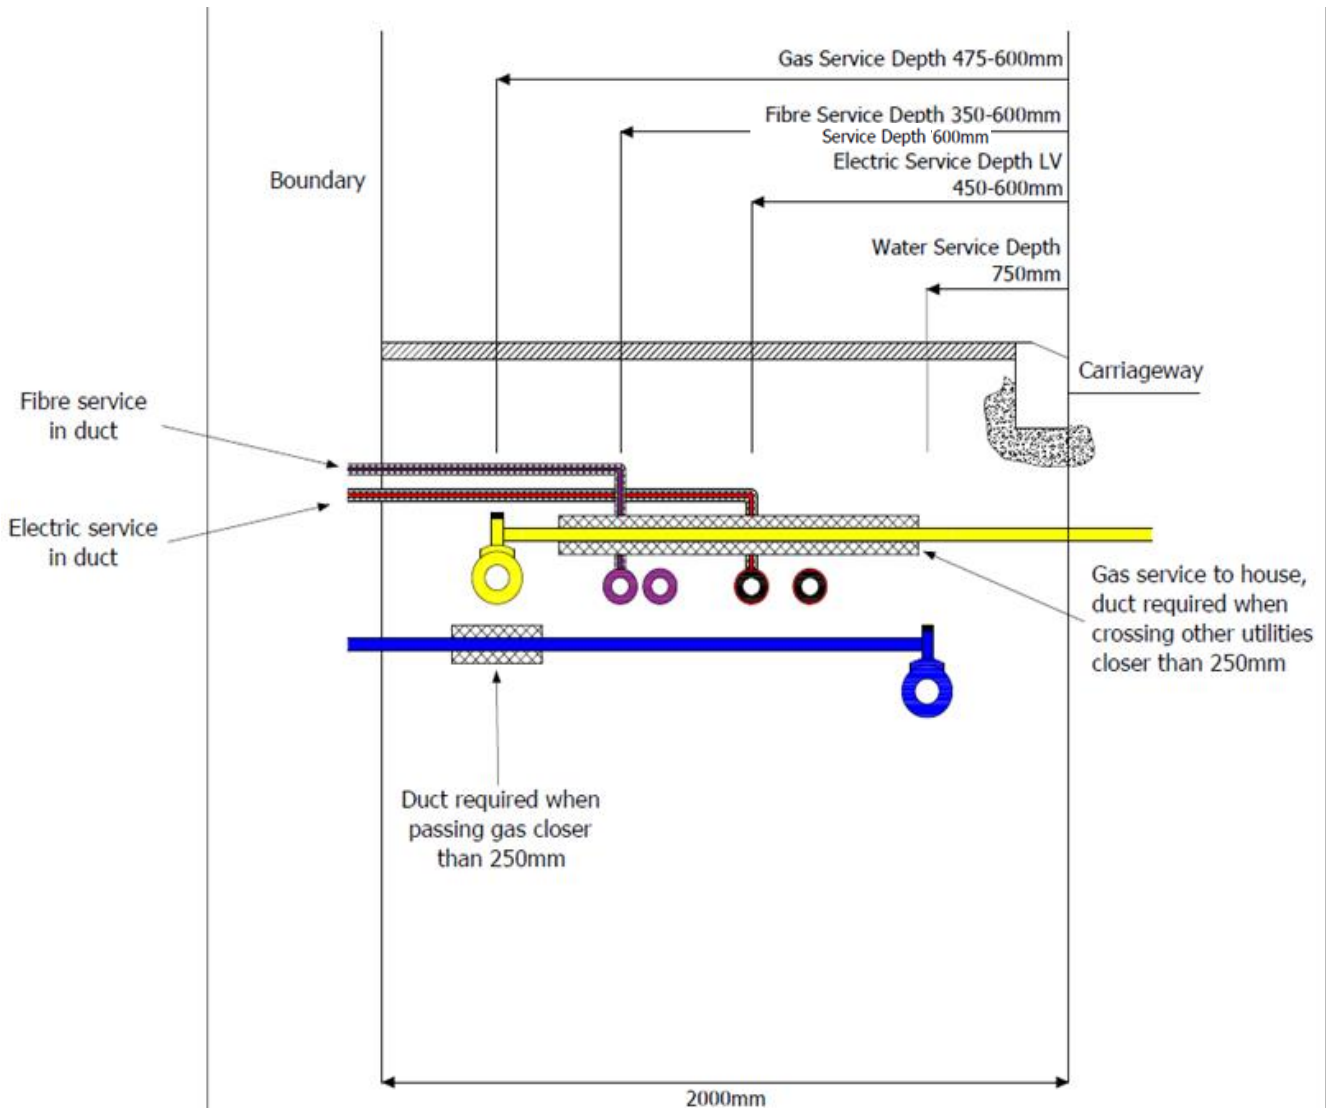 Gas Service Depth 475-600mm
Fibre Service Depth 350-600mm
Service Depth 600mm
Electric Service Depth LV
450-600mm
Boundary
Water Service Depth
750mm
Carriageway
Fibre service
in duct
Electric service
in duct
Gas service to house,
duct required when
crossing other utilities
closer than 250mm
Duct required when
passing gas closer
than 250mm
2000mm